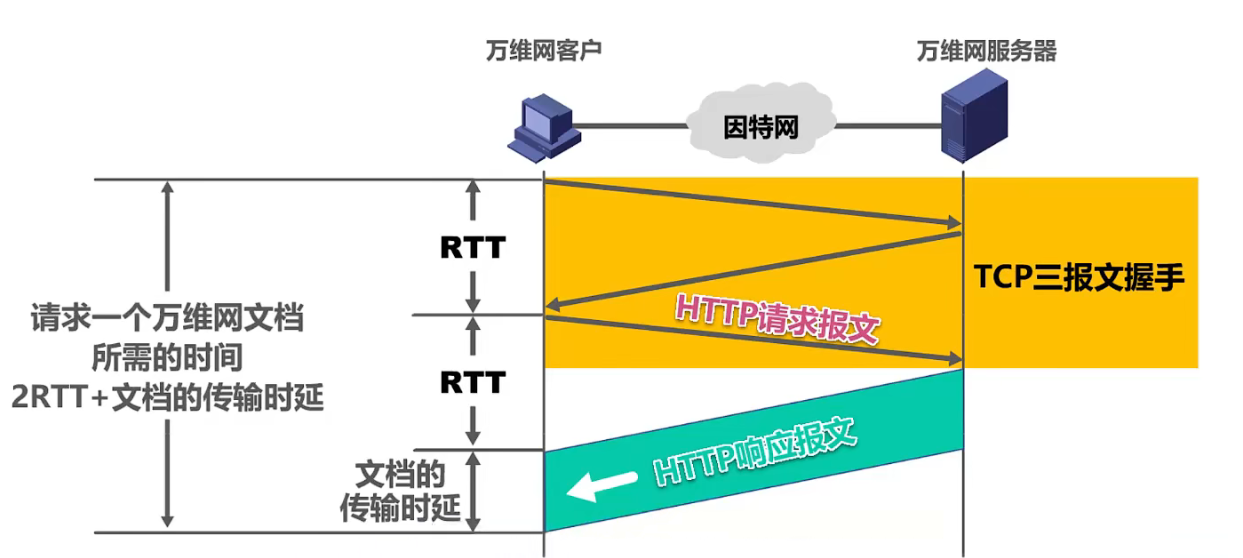 万维网客户
万维网服务器
因特网
RTT
TCP三报文握手
HTTP请求报文
请求一个万维网文档
所需的时间
2RTT+文档的传输时延
RTT
HTTP响应报文
文档的
传输时延